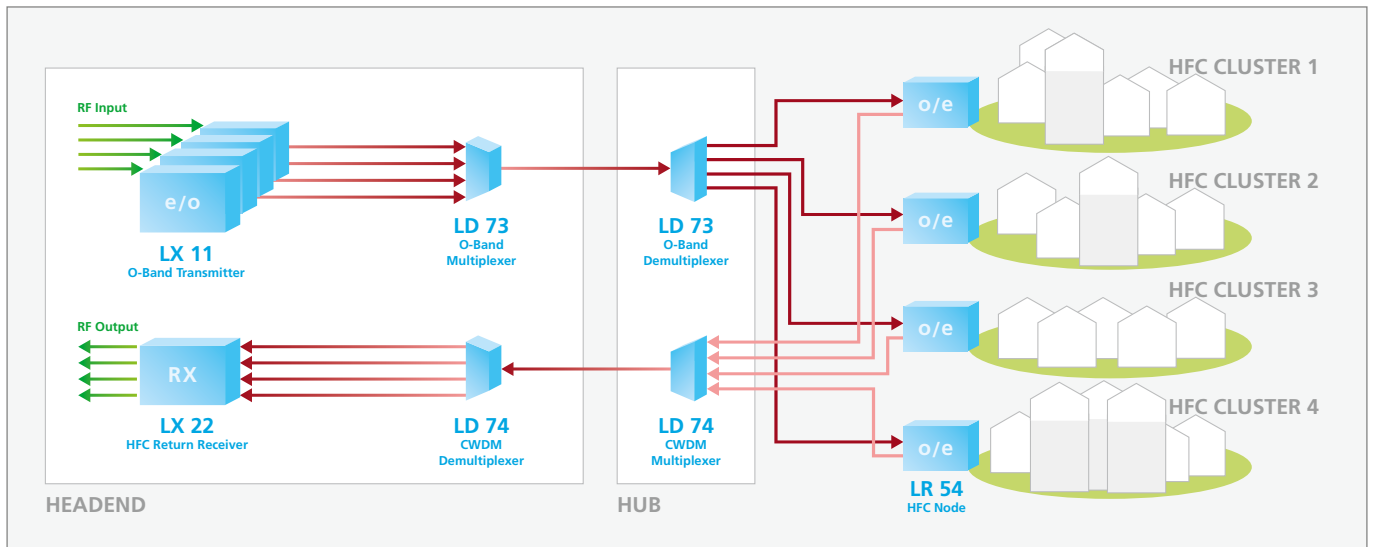 RF Input
e/o
LX 11
O-Band Transmitter
LD 73
O-Band
Multiplexer
LD 73
O-Band
Demultiplexer
RF Output
RX
LX 22
HFC Return Receiver
LD 74
CWDM
Demultiplexer
LD 74
CWDM
Multiplexer
HEADEND
HUB
o/e
HFC CLUSTER 1
o/e
HFC CLUSTER 2
o/e
HFC CLUSTER 3
o/e
HFC CLUSTER 4
LR 54
HFC Node